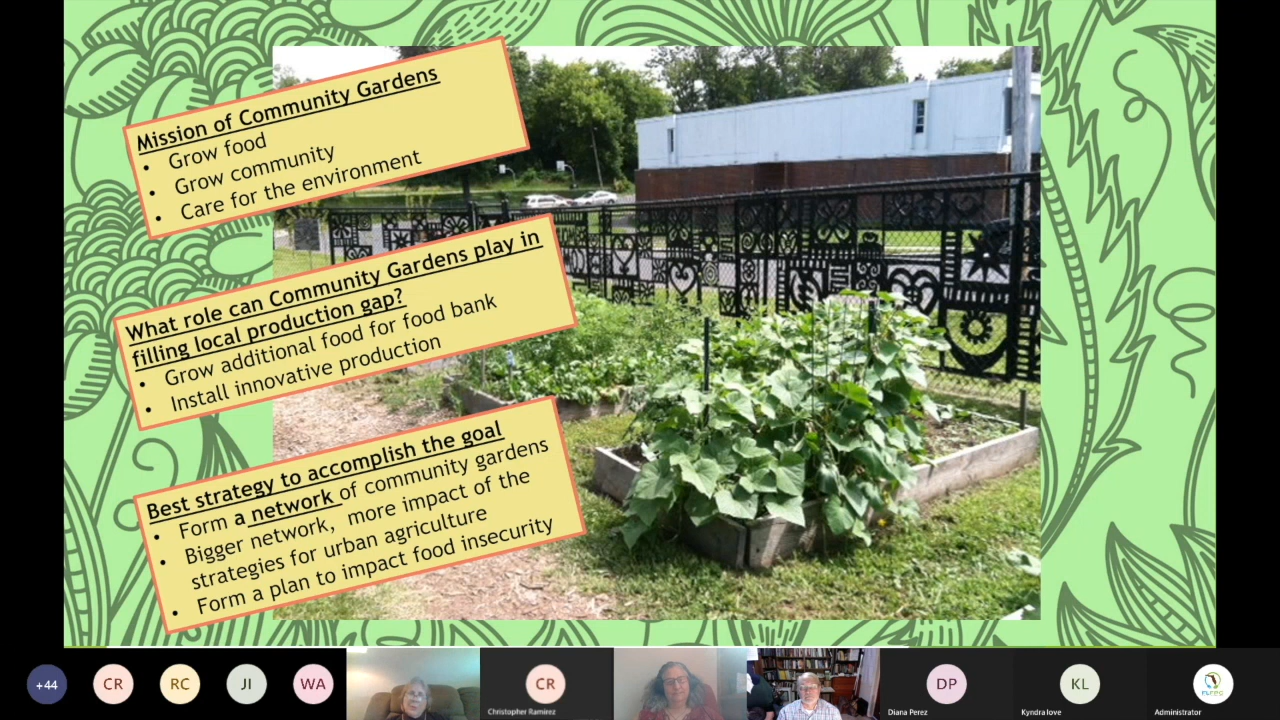 Mission of Community Gardens
• Grow food
• Grow community
• Care for the environment
What role can Community Gardens play in
filling local production gap?
• Grow additional food for food bank
• Install innovative production
Best strategy to accomplish the goal
• Form a network of community gardens
• Bigger network, more impact of the
strategies for urban agriculture
• Form a plan to impact food insecurity
+44
CR
RC
JI
WA
CR
Christopher Ramirez
DP
Diana Perez
KL
Kyndra love
Administrator